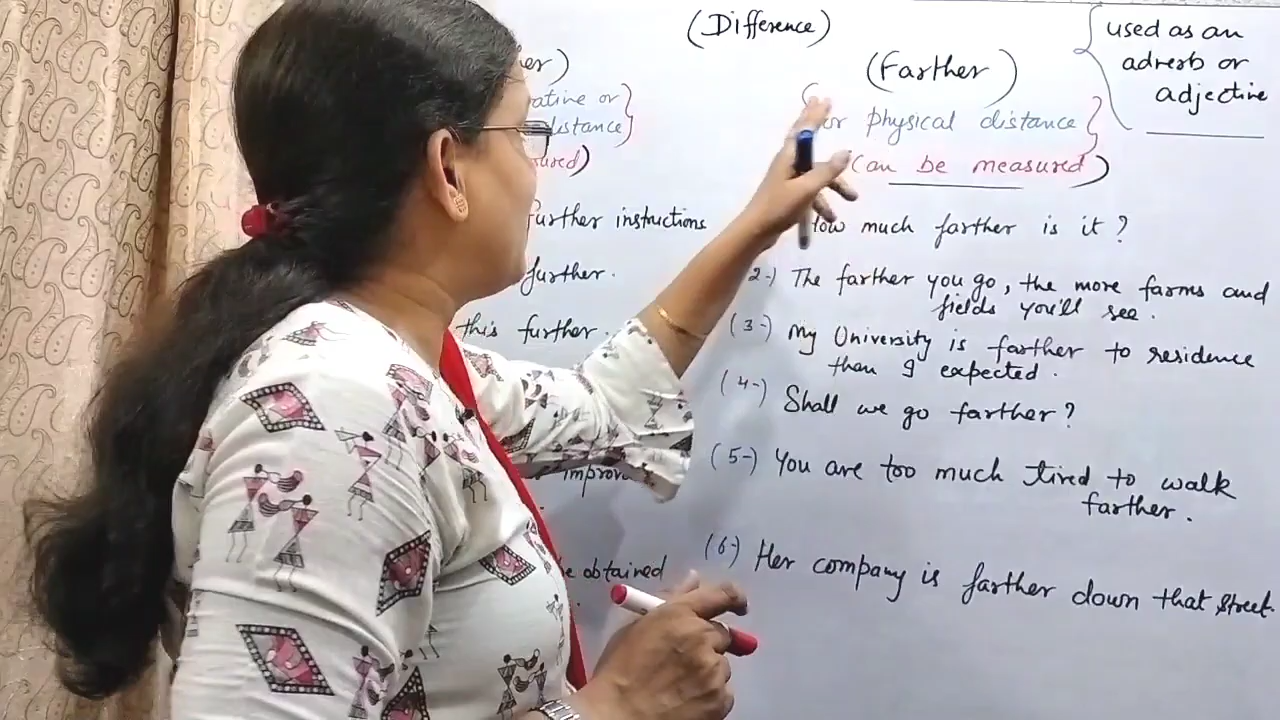 (Difference)
used as an
adverb or
adjective
(Farther)
physical distance
(can be measured)
How much farther is it?
2-) The farther you go, the more farms and
fields you'll see.
(3-) My University is farther to residence
than I expected.
(4-) Shall we go farther?
(5-) You are too much tired to walk
farther.
(6-) Her company is farther down that street.
further instructions
further.
this further.
be obtained